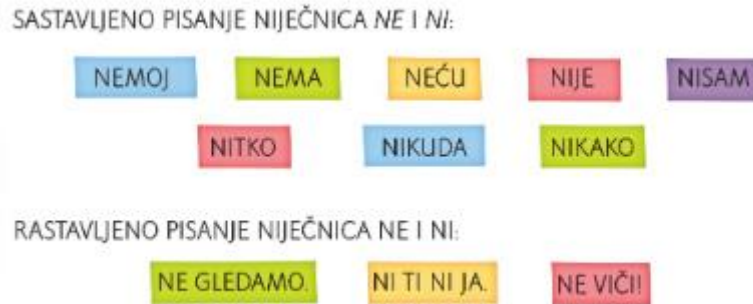 SASTAVLJENO PISANJE NIJEČNICA NE I NI:
NEMOJ NEMA NEĆU NIJE NISAM
NITKO NIKUDA NIKAKO
RASTAVLJENO PISANJE NIJEČNICA NE I NI:
NE GLEDAMO. NI TI NI JA. NE VIČI!